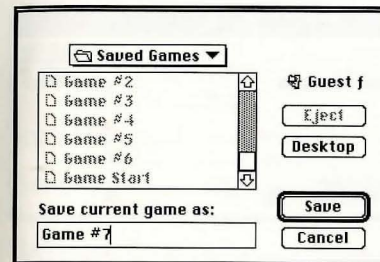 Saved Games
Game #2
Game #3
Game #4
Game #5
Game #6
Game Start
Guest f
Eject
Desktop
Save current game as:
Game #7
Save
Cancel